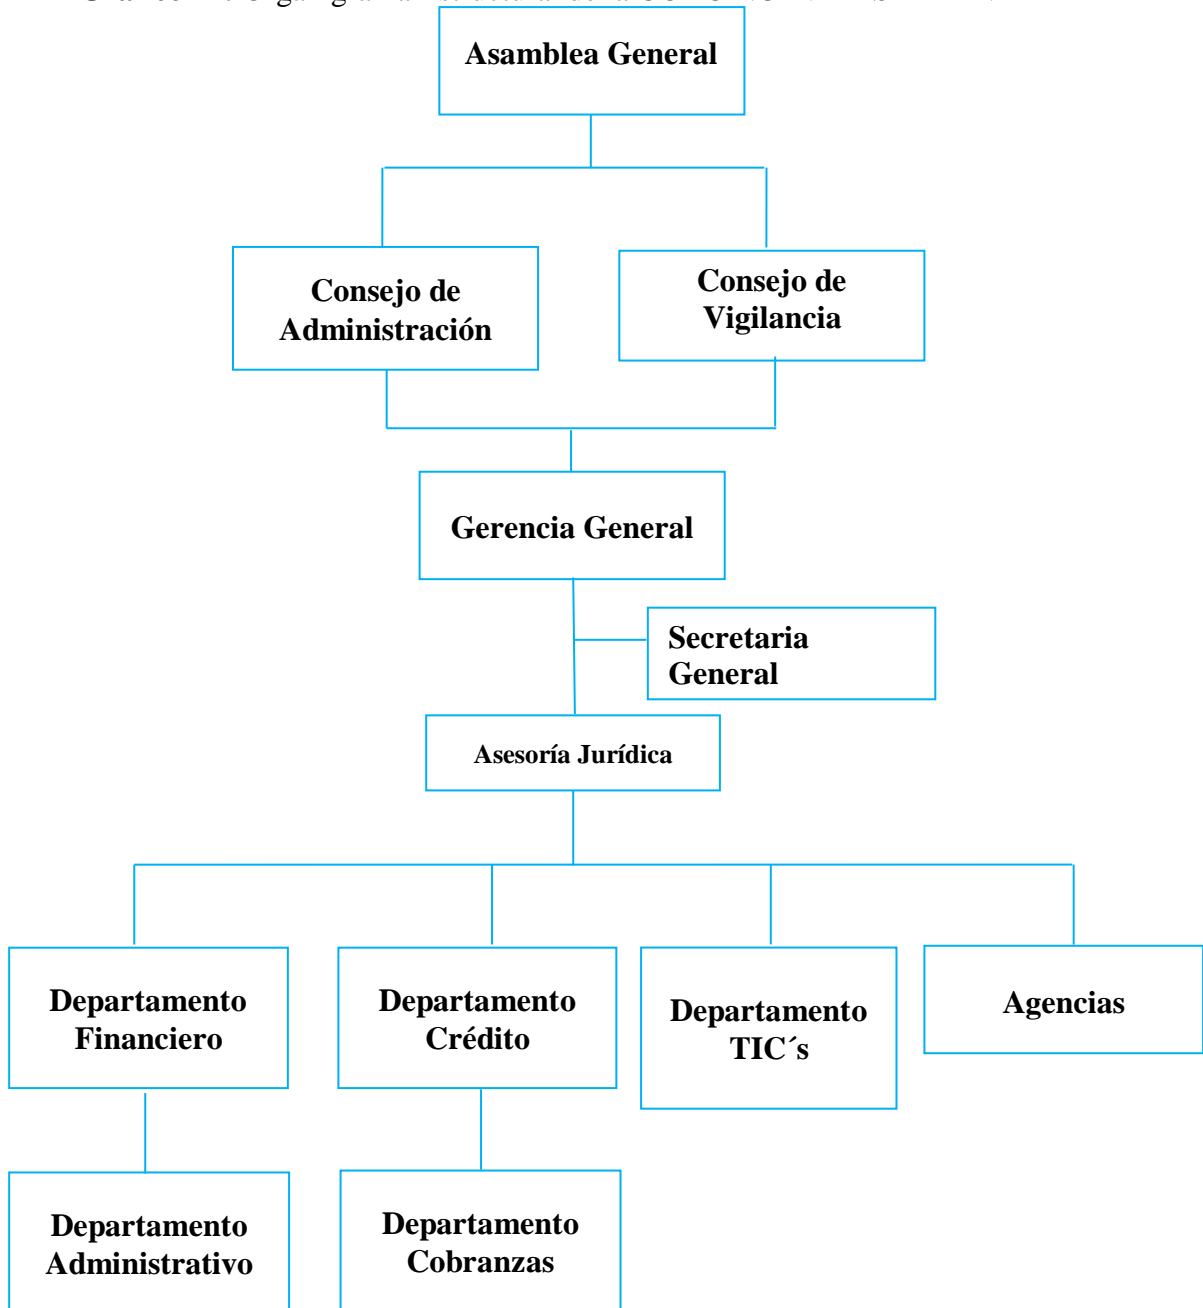 Asamblea General
Consejo de
Administración
Consejo de
Vigilancia
Gerencia General
Secretaria
General
Asesoría Jurídica
Departamento
Financiero
Departamento
Crédito
Departamento
TIC´s
Agencias
Departamento
Administrativo
Departamento
Cobranzas